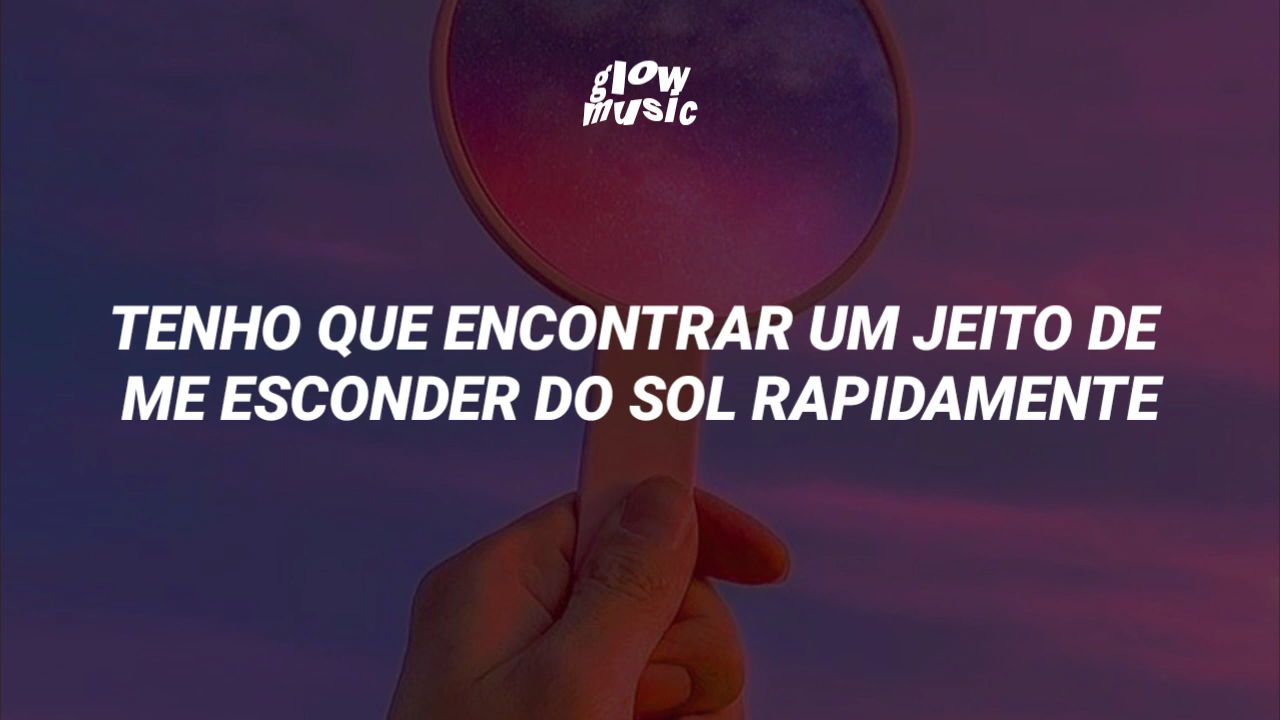 glow
music
TENHO QUE ENCONTRAR UM JEITO DE
ME ESCONDER DO SOL RAPIDAMENTE